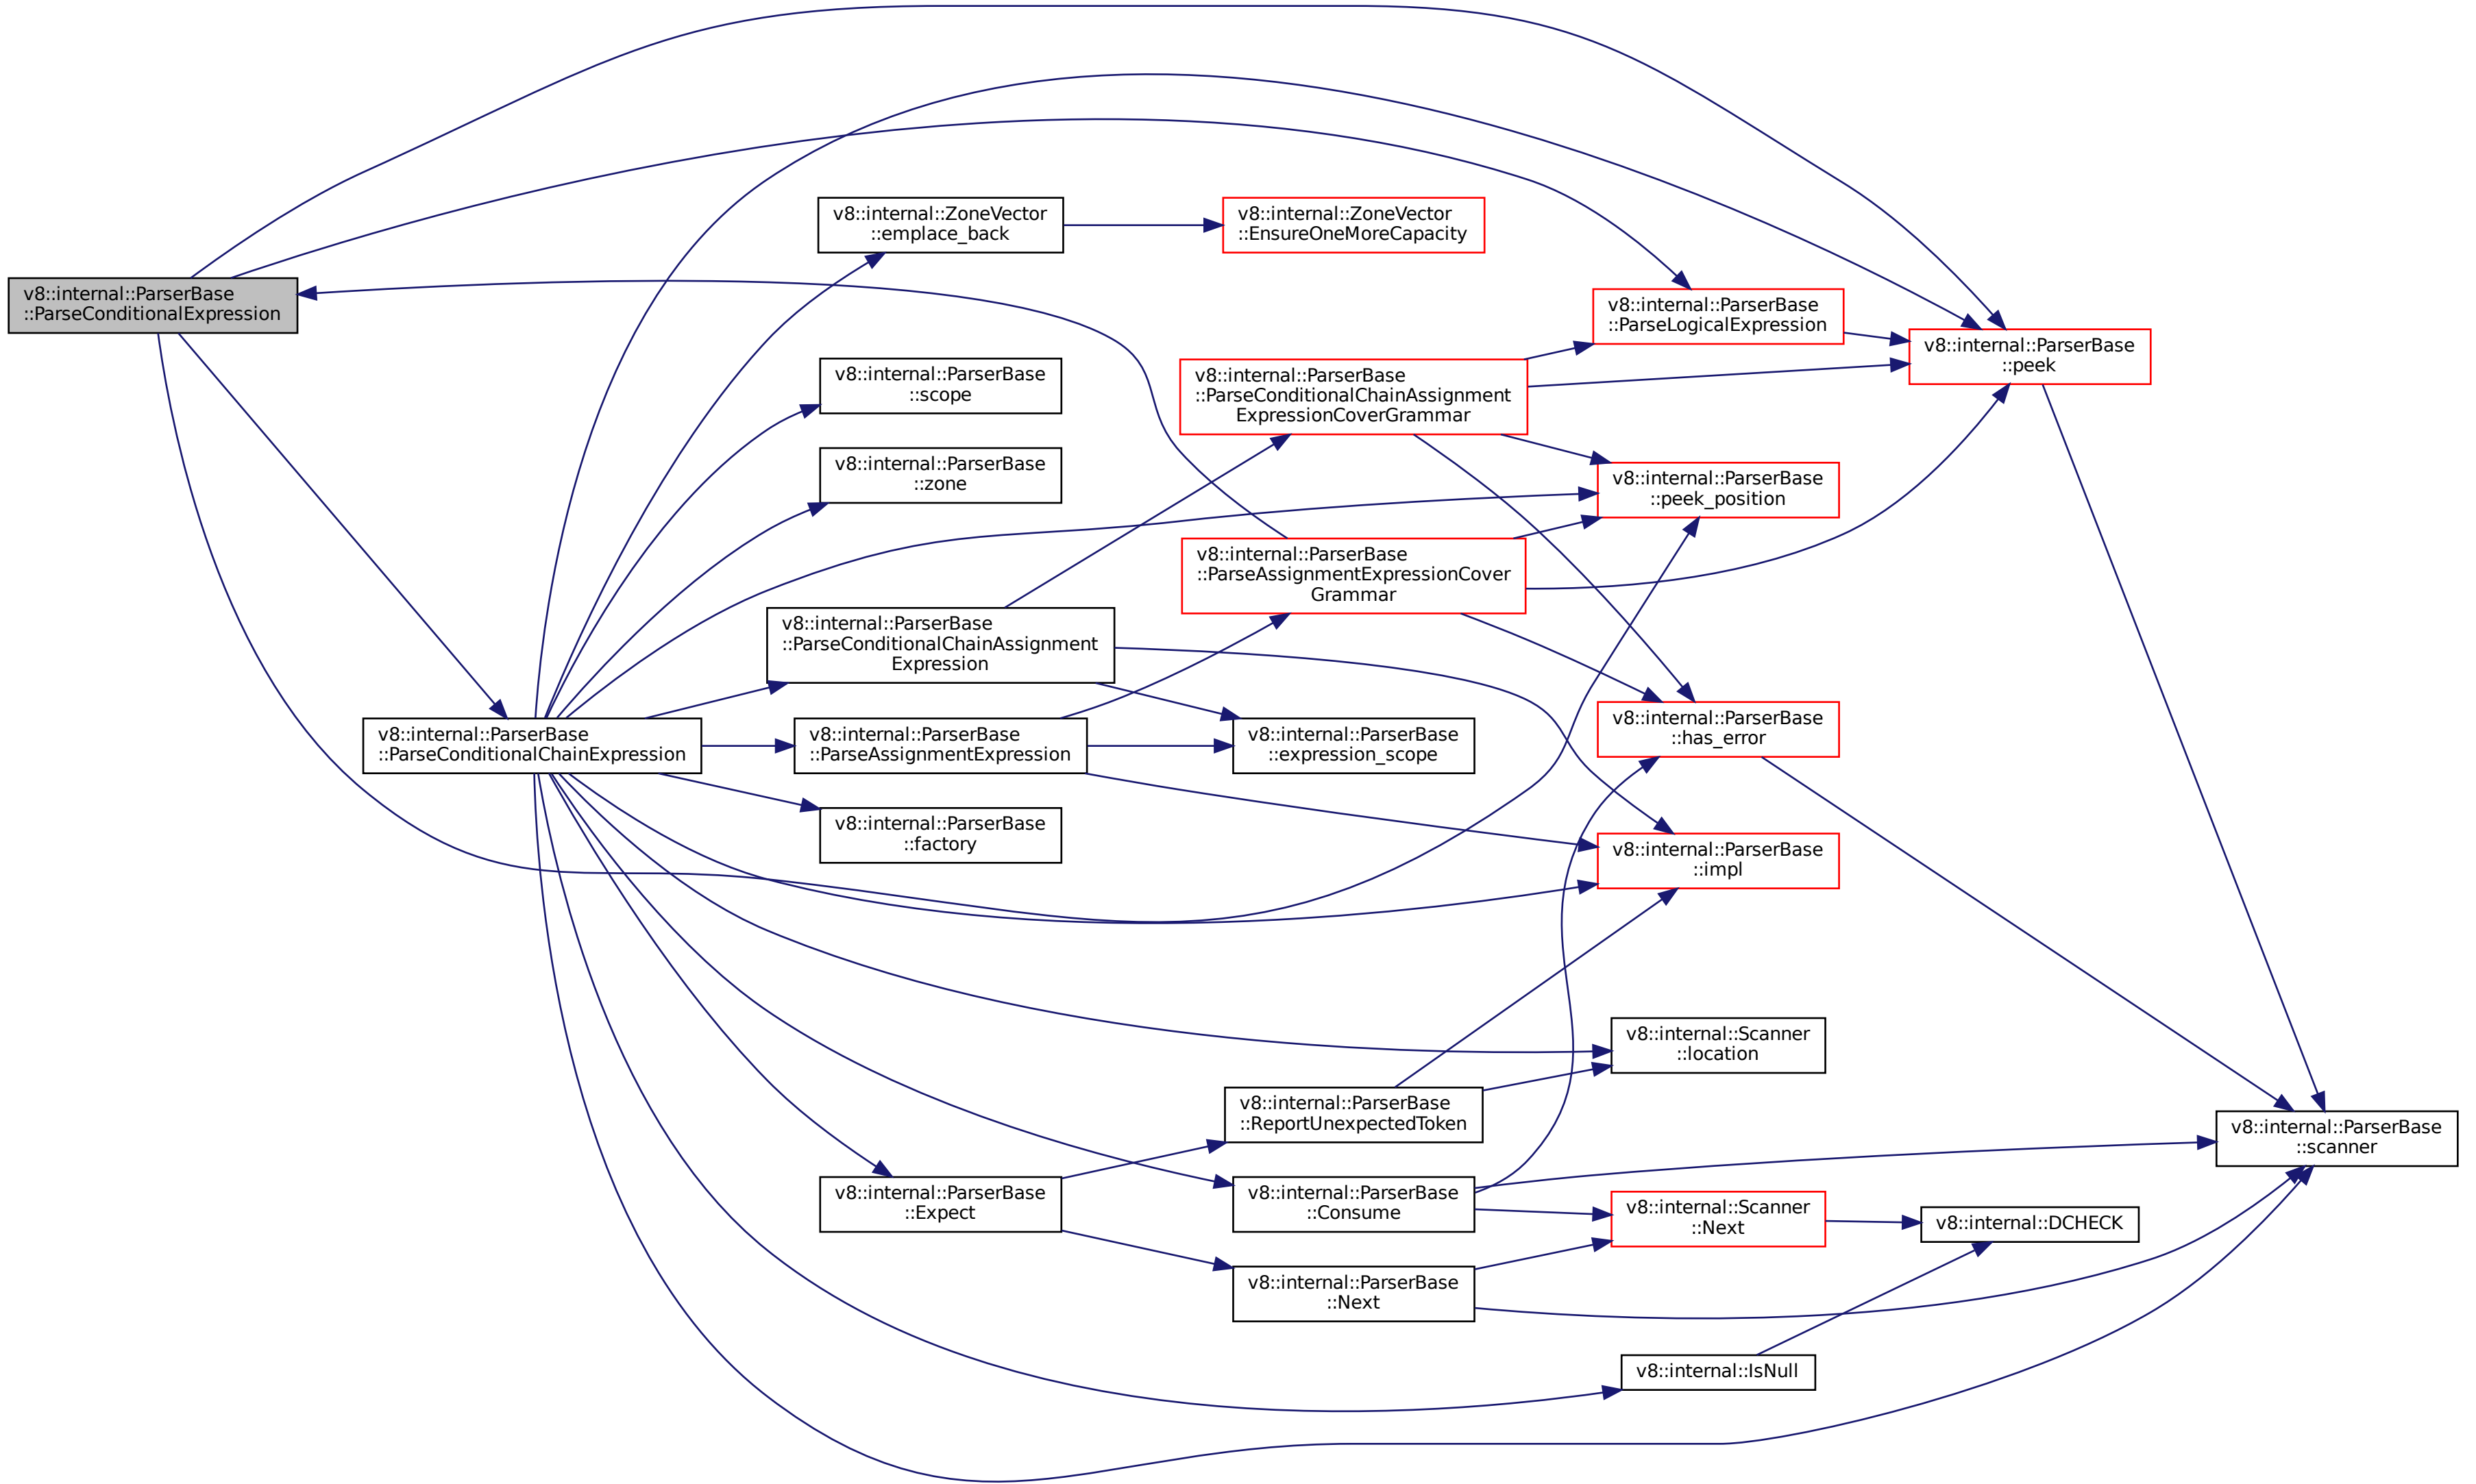 v8::internal::ParserBase
::ParseConditionalExpression
v8::internal::ParserBase
::ParseConditionalChainExpression
v8::internal::ZoneVector
::emplace_back
v8::internal::ParserBase
::scope
v8::internal::ParserBase
::zone
v8::internal::ParserBase
::ParseConditionalChainAssignment
Expression
v8::internal::ParserBase
::ParseAssignmentExpression
v8::internal::ParserBase
::factory
v8::internal::ParserBase
::Expect
v8::internal::ZoneVector
::EnsureOneMoreCapacity
v8::internal::ParserBase
::ParseConditionalChainAssignment
ExpressionCoverGrammar
v8::internal::ParserBase
::ParseAssignmentExpressionCover
Grammar
v8::internal::ParserBase
::expression_scope
v8::internal::ParserBase
::ReportUnexpectedToken
v8::internal::ParserBase
::Consume
v8::internal::ParserBase
::Next
v8::internal::ParserBase
::ParseLogicalExpression
v8::internal::ParserBase
::peek_position
v8::internal::ParserBase
::has_error
v8::internal::ParserBase
::impl
v8::internal::Scanner
::location
v8::internal::Scanner
::Next
v8::internal::IsNull
v8::internal::ParserBase
::peek
v8::internal::DCHECK
v8::internal::ParserBase
::scanner